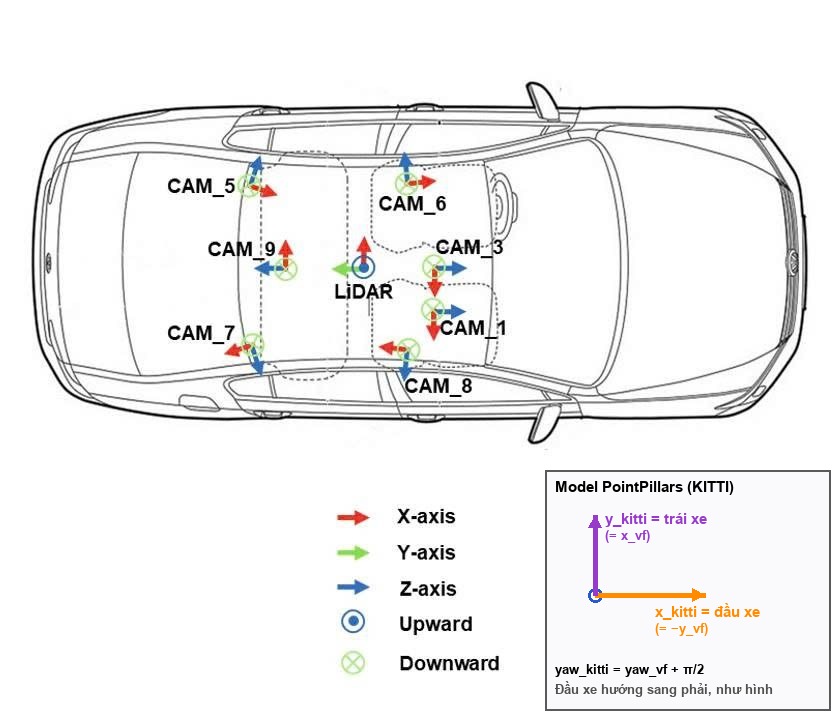 CAM_5
CAM_6
CAM_9
CAM_3
LiDAR
CAM_1
CAM_7
CAM_8
X-axis
Y-axis
Z-axis
Upward
Downward
Model PointPillars (KITTI)
y_kitti = trái xe
(= x_vf)
x_kitti = đầu xe
(= −y_vf)
yaw_kitti = yaw_vf + π/2
Đầu xe hướng sang phải, như hình